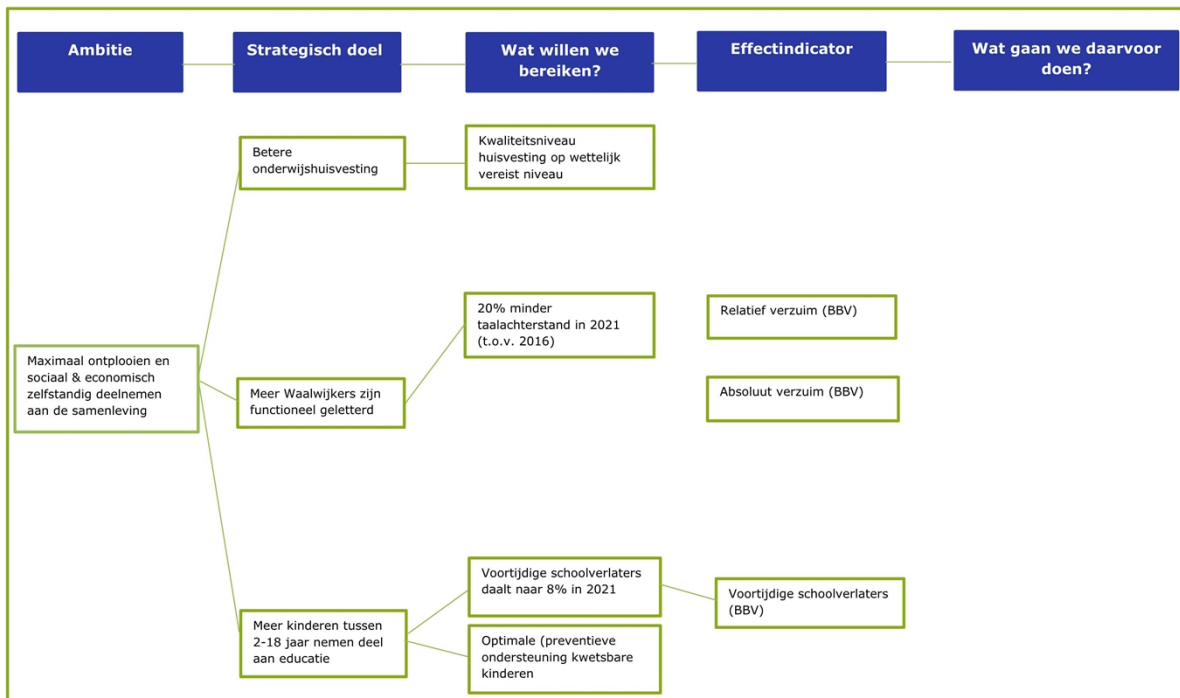 Ambitie
Strategisch doel
Wat willen we
bereiken?
Effectindicator
Wat gaan we daarvoor
doen?
Betere
onderwijshuisvesting
Kwaliteitsniveau
huisvesting op wettelijk
vereist niveau
20% minder
taalachterstand in 2021
(t.o.v. 2016)
Relatief verzuim (BBV)
Maximaal ontplooien en
sociaal & economisch
zelfstandig deelnemen
aan de samenleving
Meer Waalwijkers zijn
functioneel geletterd
Absoluut verzuim (BBV)
Voortijdige schoolverlaters
daalt naar 8% in 2021
Voortijdige schoolverlaters
(BBV)
Meer kinderen tussen
2-18 jaar nemen deel
aan educatie
Optimale (preventieve
ondersteuning kwetsbare
kinderen